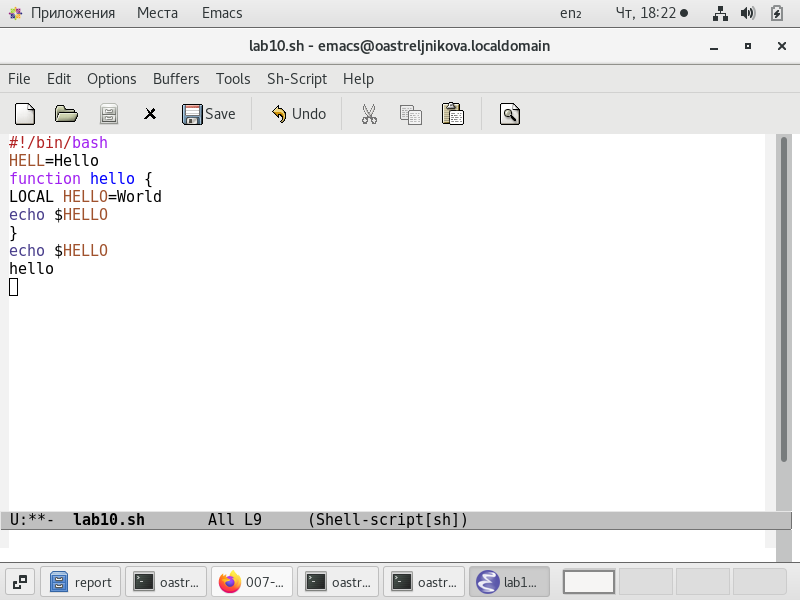 Приложения Места Emacs en₂ Чт, 18:22
lab10.sh - emacs@oastreljnikova.localdomain
File Edit Options Buffers Tools Sh-Script Help
Save Undo
#!/bin/bash
HELL=Hello
function hello {
LOCAL HELLO=World
echo $HELLO
}
echo $HELLO
hello
U:**- lab10.sh All L9 (Shell-script[sh])
report oastr... 007-... oastr... oastr... lab1...